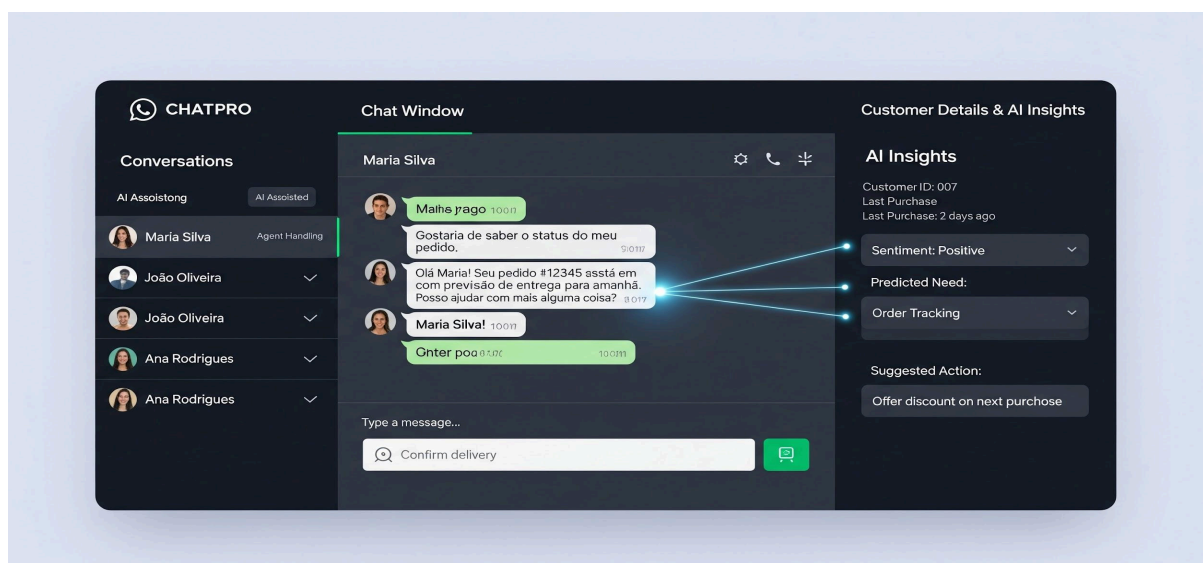 CHATPRO
Conversations
AI Assoistong
AI Assoisted
Maria Silva
Agent Handling
João Oliveira
João Oliveira
Ana Rodrigues
Ana Rodrigues
Chat Window
Maria Silva
Gostaria de saber o status do meu
pedido.
Olá Maria! Seu pedido #12345 ssstá em
com previsão de entrega para amanhã.
Posso ajudar com mais alguma coisa?
Maria Silva!
Type a message...
Confirm delivery
Customer Details & AI Insights
AI Insights
Customer ID: 007
Last Purchase
Last Purchase: 2 days ago
Sentiment: Positive
Predicted Need:
Order Tracking
Suggested Action:
Offer discount on next purchase